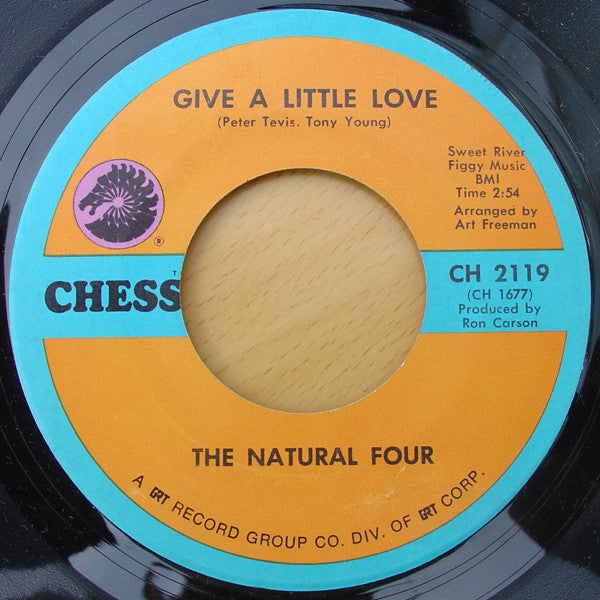 GIVE A LITTLE LOVE
(Peter Tevis. Tony Young)
Sweet River
Figgy Music
BMI
Time 2:54
Arranged by
Art Freeman
®
CHESS
CH 2119
(CH 1677)
Produced by
Ron Carson
THE NATURAL FOUR
A GRT RECORD GROUP CO. DIV. OF GRT CORP.